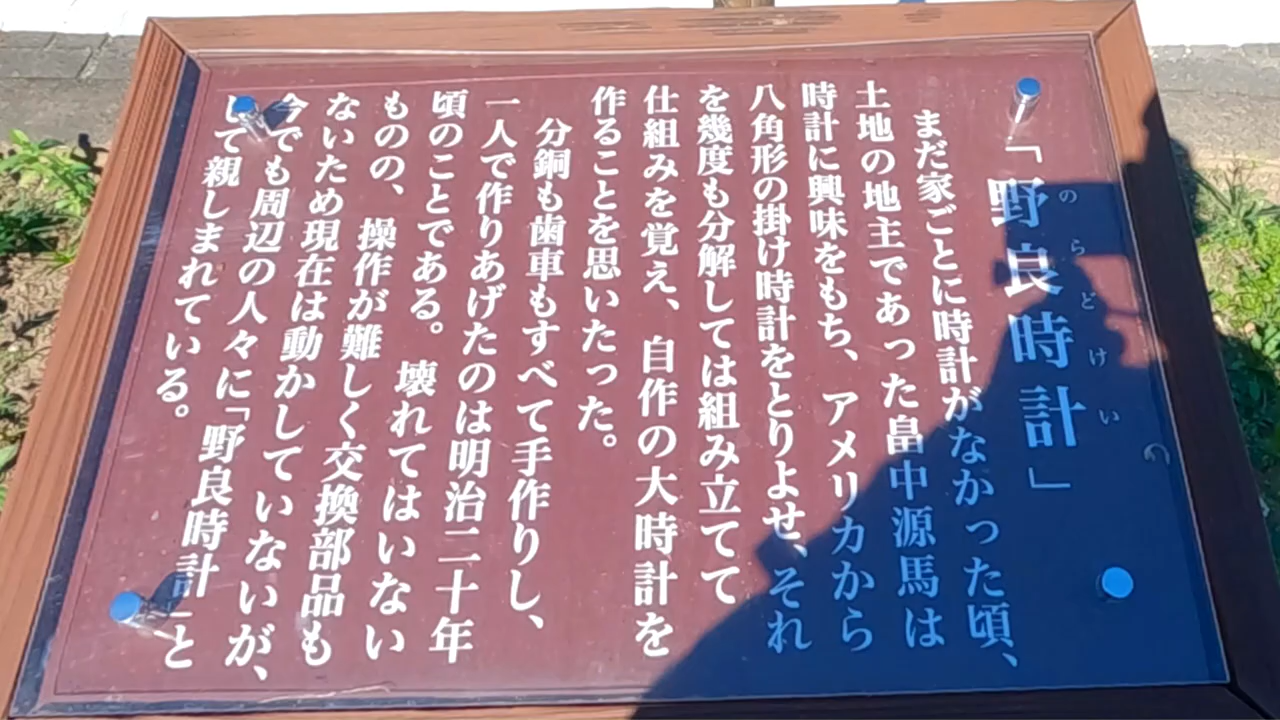 「野良時計」
のらどけい
まだ家ごとに時計がなかった頃、
土地の地主であった畠中源馬は
時計に興味をもち、アメリカから
八角形の掛け時計をとりよせ、それ
を幾度も分解しては組み立てて
仕組みを覚え、自作の大時計を
作ることを思いたった。
分銅も歯車もすべて手作りし、
一人で作りあげたのは明治二十年
頃のことである。壊れてはいない
ものの、操作が難しく交換部品も
ないため現在は動かしていないが、
今でも周辺の人々に「野良時計」と
して親しまれている。